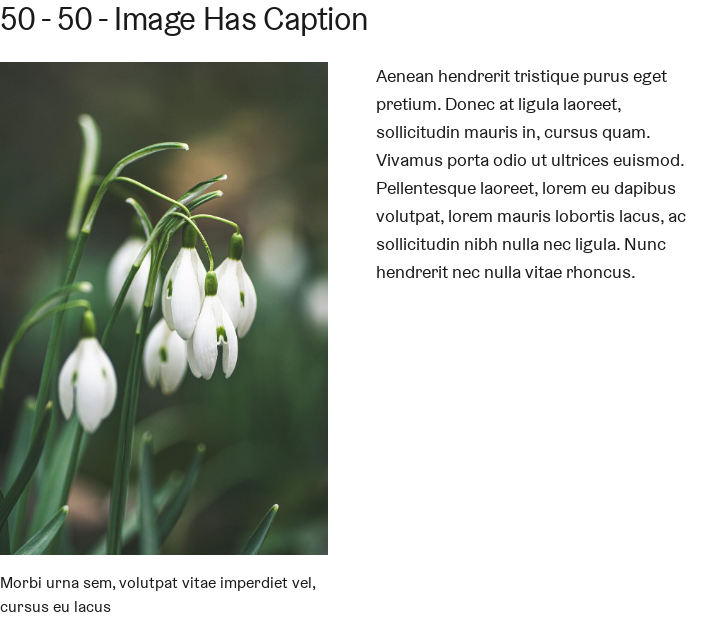 50 - 50 - Image Has Caption
Aenean hendrerit tristique purus eget
pretium. Donec at ligula laoreet,
sollicitudin mauris in, cursus quam.
Vivamus porta odio ut ultrices euismod.
Pellentesque laoreet, lorem eu dapibus
volutpat, lorem mauris lobortis lacus, ac
sollicitudin nibh nulla nec ligula. Nunc
hendrerit nec nulla vitae rhoncus.
Morbi urna sem, volutpat vitae imperdiet vel,
cursus eu lacus